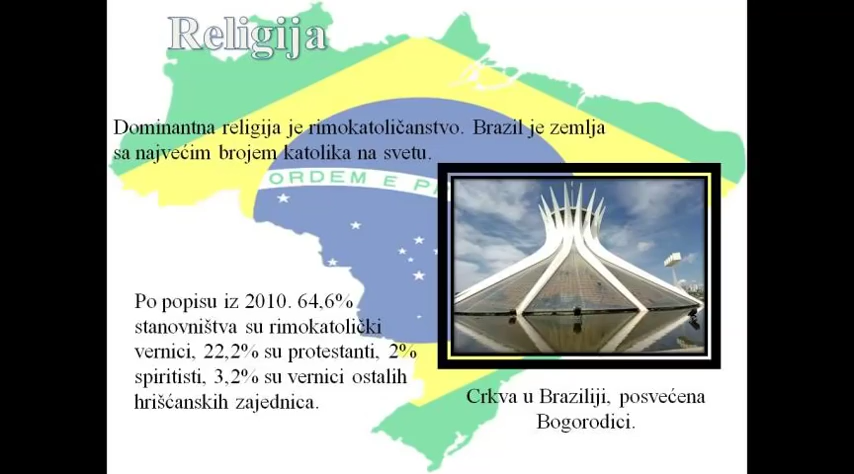 Religija
Dominantna religija je rimokatoličanstvo. Brazil je zemlja
sa najvećim brojem katolika na svetu.
ORDEM E P
Po popisu iz 2010. 64,6%
stanovništva su rimokatolički
vernici, 22,2% su protestanti, 2%
spiritisti, 3,2% su vernici ostalih
hrišćanskih zajednica.
Crkva u Braziliji, posvećena
Bogorodici.